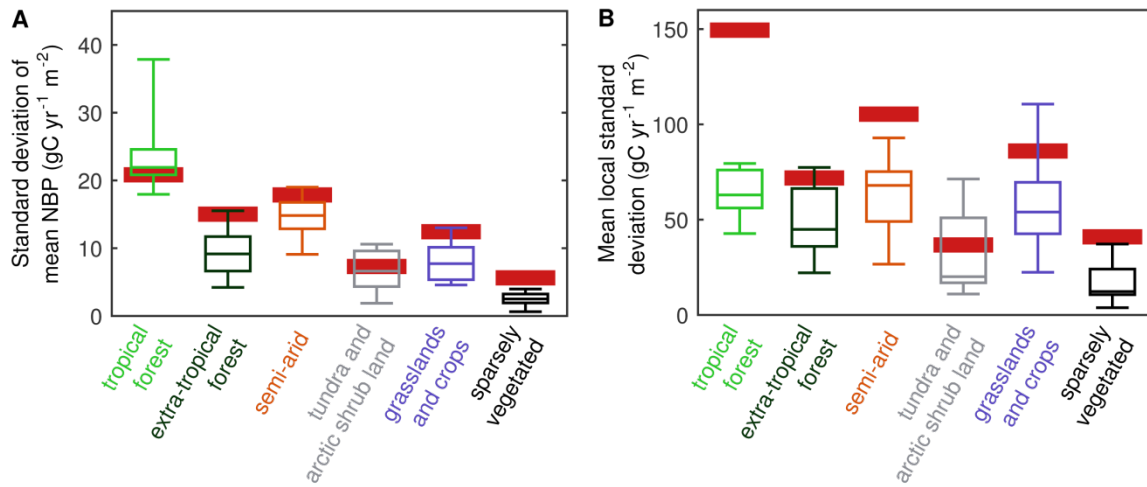 A
Standard deviation of
mean NBP (gC yr⁻¹ m⁻²)
40
30
20
10
0
tropical
forest
extra-tropical
forest
semi-arid
tundra and
arctic shrub land
grasslands
and crops
sparsely
vegetated
B
Mean local standard
deviation (gC yr⁻¹ m⁻²)
150
100
50
0
tropical
forest
extra-tropical
forest
semi-arid
tundra and
arctic shrub land
grasslands
and crops
sparsely
vegetated